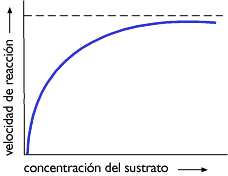 velocidad de reacción
concentración del sustrato